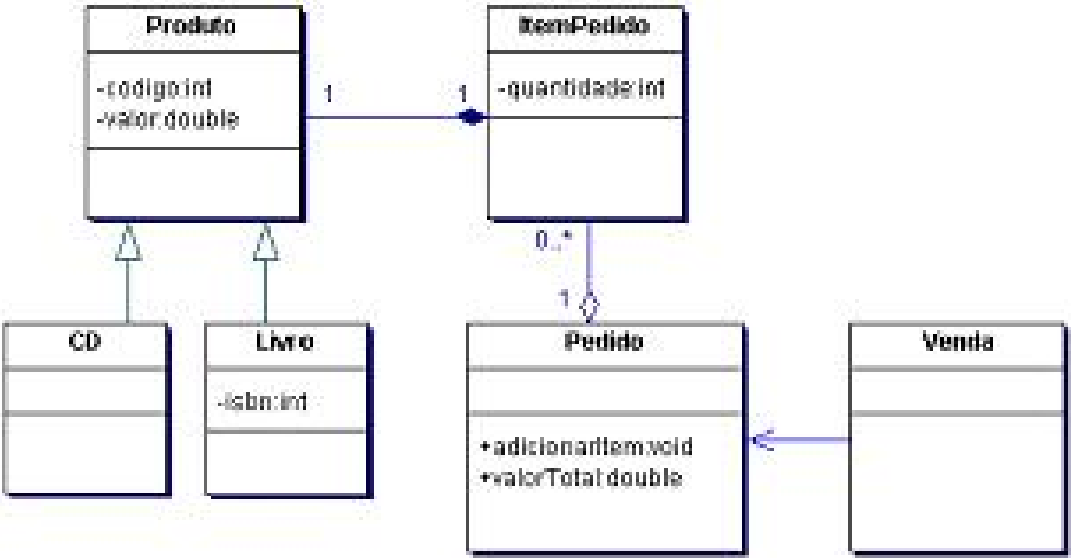 Produto
-codigo:int
-valor:double
1
1
ItemPedido
-quantidade:int
0..*
1
CD
Livro
-isbn:int
Pedido
+adicionarItem:void
+valorTotal:double
Venda